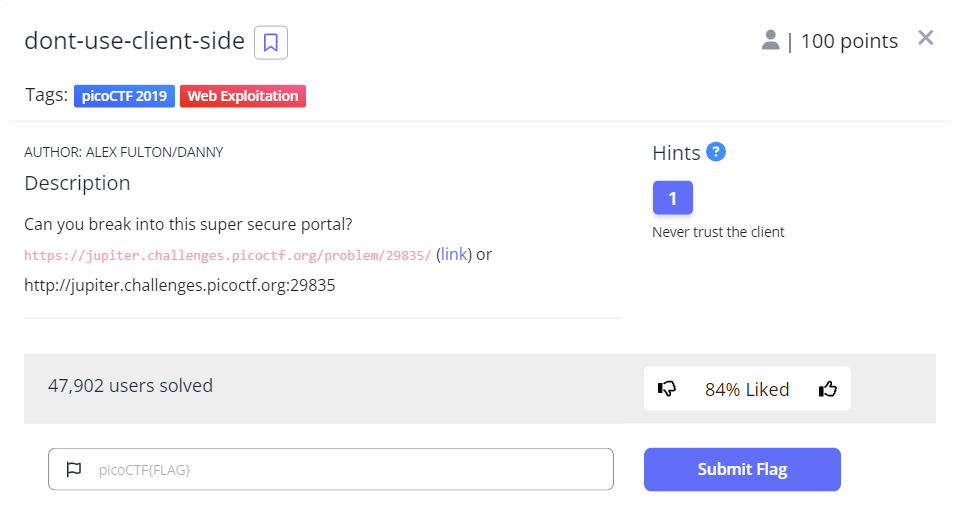 dont-use-client-side
| 100 points
Tags: picoCTF 2019 Web Exploitation
AUTHOR: ALEX FULTON/DANNY
Description
Can you break into this super secure portal?
https://jupiter.challenges.picoctf.org/problem/29835/ (link) or
http://jupiter.challenges.picoctf.org:29835
Hints ?
1
Never trust the client
47,902 users solved
84% Liked
picoCTF{FLAG}
Submit Flag